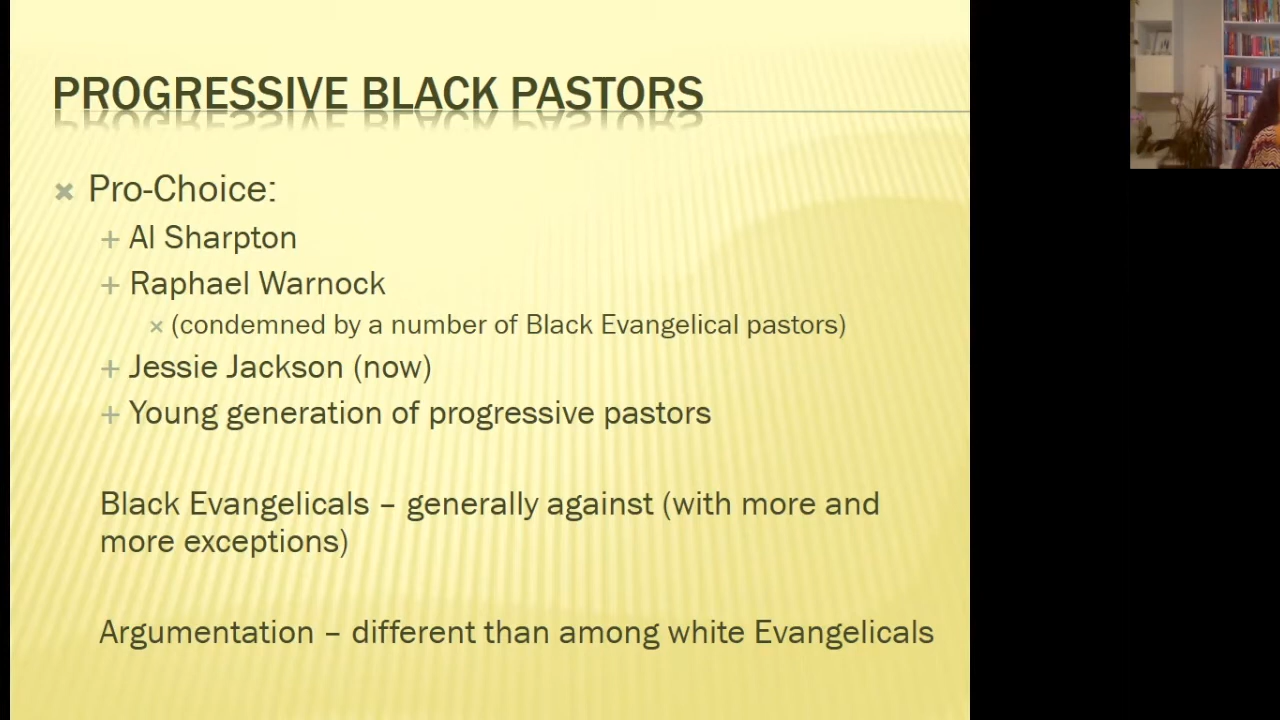 PROGRESSIVE BLACK PASTORS
Pro-Choice:
Al Sharpton
Raphael Warnock
(condemned by a number of Black Evangelical pastors)
Jessie Jackson (now)
Young generation of progressive pastors
Black Evangelicals – generally against (with more and
more exceptions)
Argumentation – different than among white Evangelicals